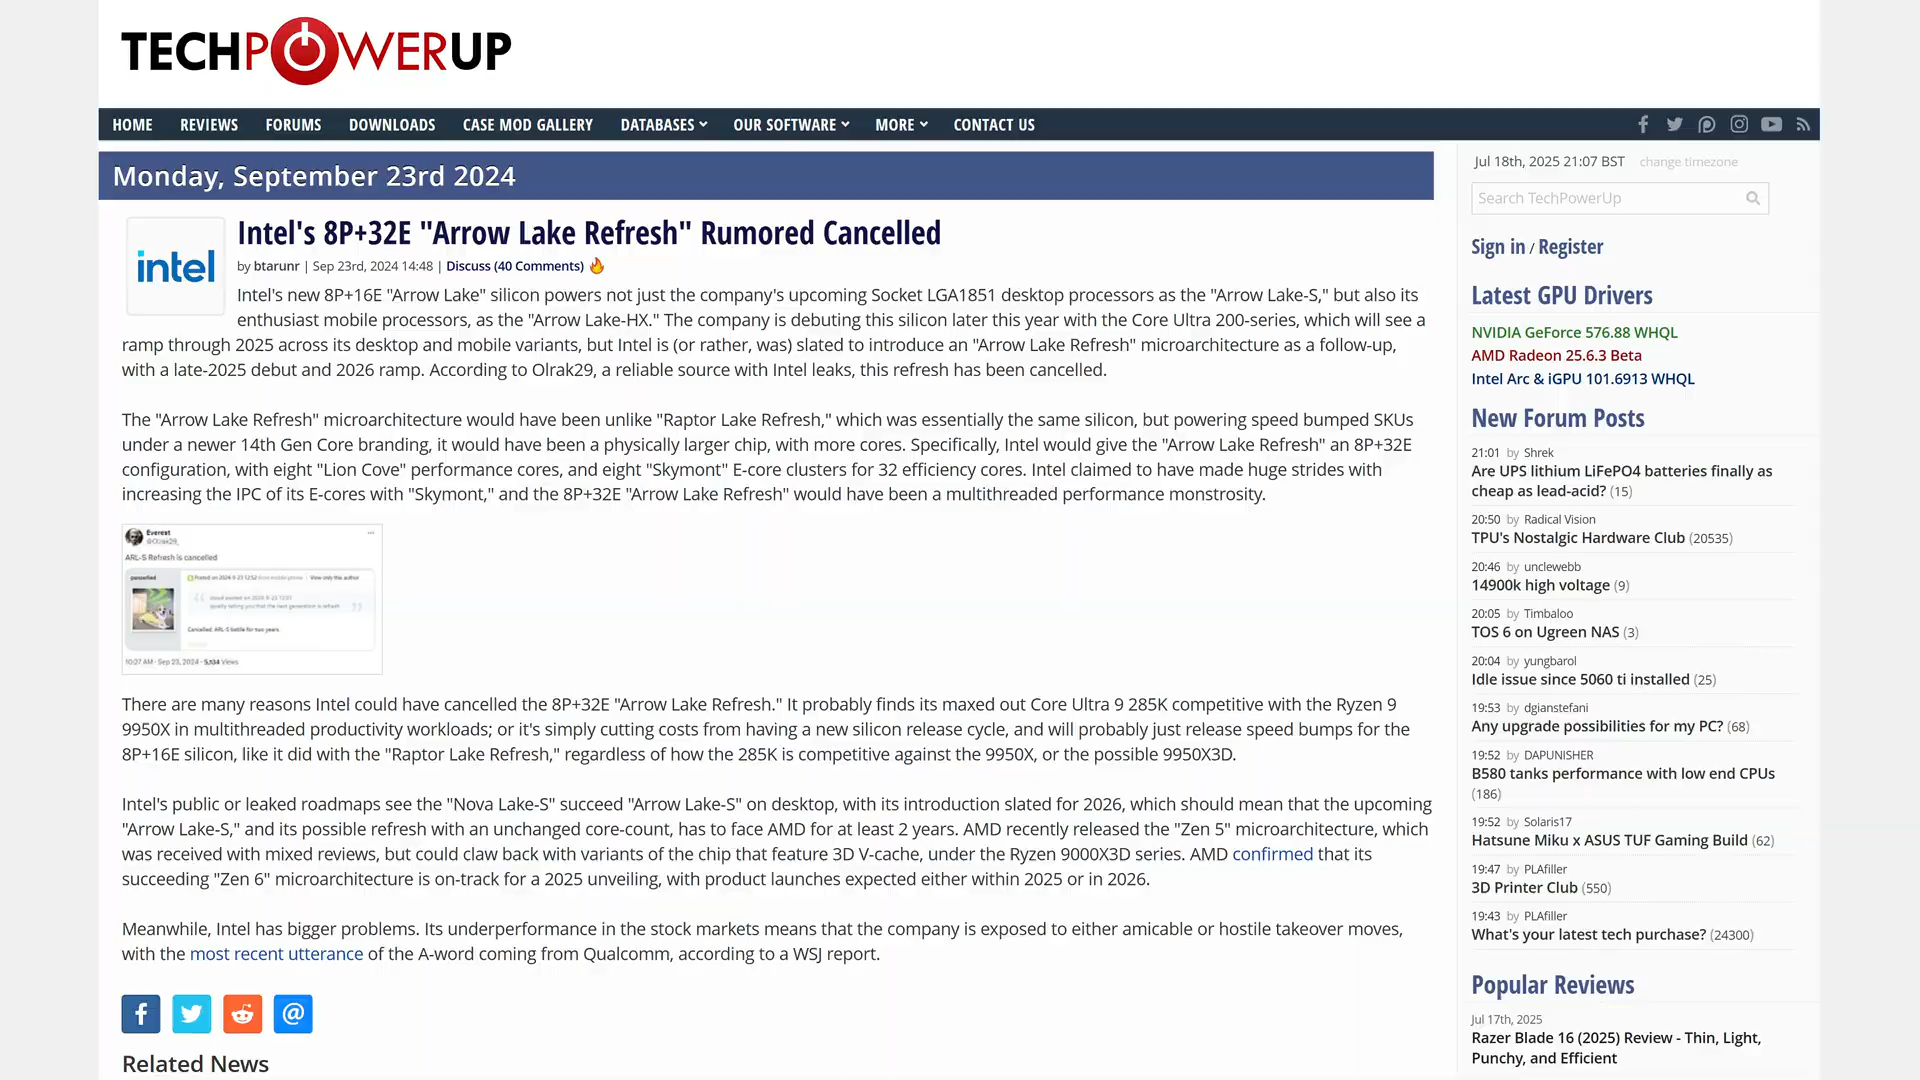 TECHPOWERUP
HOME REVIEWS FORUMS DOWNLOADS CASE MOD GALLERY DATABASES OUR SOFTWARE MORE CONTACT US
Monday, September 23rd 2024
intel
Intel's 8P+32E "Arrow Lake Refresh" Rumored Cancelled
by btarunr | Sep 23rd, 2024 14:48 | Discuss (40 Comments)
Intel's new 8P+16E "Arrow Lake" silicon powers not just the company's upcoming Socket LGA1851 desktop processors as the "Arrow Lake-S," but also its
enthusiast mobile processors, as the "Arrow Lake-HX." The company is debuting this silicon later this year with the Core Ultra 200-series, which will see a
ramp through 2025 across its desktop and mobile variants, but Intel is (or rather, was) slated to introduce an "Arrow Lake Refresh" microarchitecture as a follow-up,
with a late-2025 debut and 2026 ramp. According to OIrak29, a reliable source with Intel leaks, this refresh has been cancelled.
The "Arrow Lake Refresh" microarchitecture would have been unlike "Raptor Lake Refresh," which was essentially the same silicon, but powering speed bumped SKUs
under a newer 14th Gen Core branding, it would have been a physically larger chip, with more cores. Specifically, Intel would give the "Arrow Lake Refresh" an 8P+32E
configuration, with eight "Lion Cove" performance cores, and eight "Skymont" E-core clusters for 32 efficiency cores. Intel claimed to have made huge strides with
increasing the IPC of its E-cores with "Skymont," and the 8P+32E "Arrow Lake Refresh" would have been a multithreaded performance monstrosity.
Everest
ARL-S Refresh is cancelled
Posted on 2024-9-23 12:52 from mobile phone | View only this author
quietly telling you that the next generation is refresh
Cancelled. ARL-S battle for two years.
10:27 AM · Sep 23, 2024 · 5,134 Views
There are many reasons Intel could have cancelled the 8P+32E "Arrow Lake Refresh." It probably finds its maxed out Core Ultra 9 285K competitive with the Ryzen 9
9950X in multithreaded productivity workloads; or it's simply cutting costs from having a new silicon release cycle, and will probably just release speed bumps for the
8P+16E silicon, like it did with the "Raptor Lake Refresh," regardless of how the 285K is competitive against the 9950X, or the possible 9950X3D.
Intel's public or leaked roadmaps see the "Nova Lake-S" succeed "Arrow Lake-S" on desktop, with its introduction slated for 2026, which should mean that the upcoming
"Arrow Lake-S," and its possible refresh with an unchanged core-count, has to face AMD for at least 2 years. AMD recently released the "Zen 5" microarchitecture, which
was received with mixed reviews, but could claw back with variants of the chip that feature 3D V-cache, under the Ryzen 9000X3D series. AMD confirmed that its
succeeding "Zen 6" microarchitecture is on-track for a 2025 unveiling, with product launches expected either within 2025 or in 2026.
Meanwhile, Intel has bigger problems. Its underperformance in the stock markets means that the company is exposed to either amicable or hostile takeover moves,
with the most recent utterance of the A-word coming from Qualcomm, according to a WSJ report.
Related News
Jul 18th, 2025 21:07 BST change timezone
Search TechPowerUp
Sign in / Register
Latest GPU Drivers
NVIDIA GeForce 576.88 WHQL
AMD Radeon 25.6.3 Beta
Intel Arc & iGPU 101.6913 WHQL
New Forum Posts
21:01 by Shrek
Are UPS lithium LiFePO4 batteries finally as
cheap as lead-acid? (15)
20:50 by Radical Vision
TPU's Nostalgic Hardware Club (20535)
20:46 by unclewebb
14900k high voltage (9)
20:05 by Timbaloo
TOS 6 on Ugreen NAS (3)
20:04 by yungbarol
Idle issue since 5060 ti installed (25)
19:53 by dgianstefani
Any upgrade possibilities for my PC? (68)
19:52 by DAPUNISHER
B580 tanks performance with low end CPUs
(186)
19:52 by Solaris17
Hatsune Miku x ASUS TUF Gaming Build (62)
19:47 by PLAfiller
3D Printer Club (550)
19:43 by PLAfiller
What's your latest tech purchase? (24300)
Popular Reviews
Jul 17th, 2025
Razer Blade 16 (2025) Review - Thin, Light,
Punchy, and Efficient